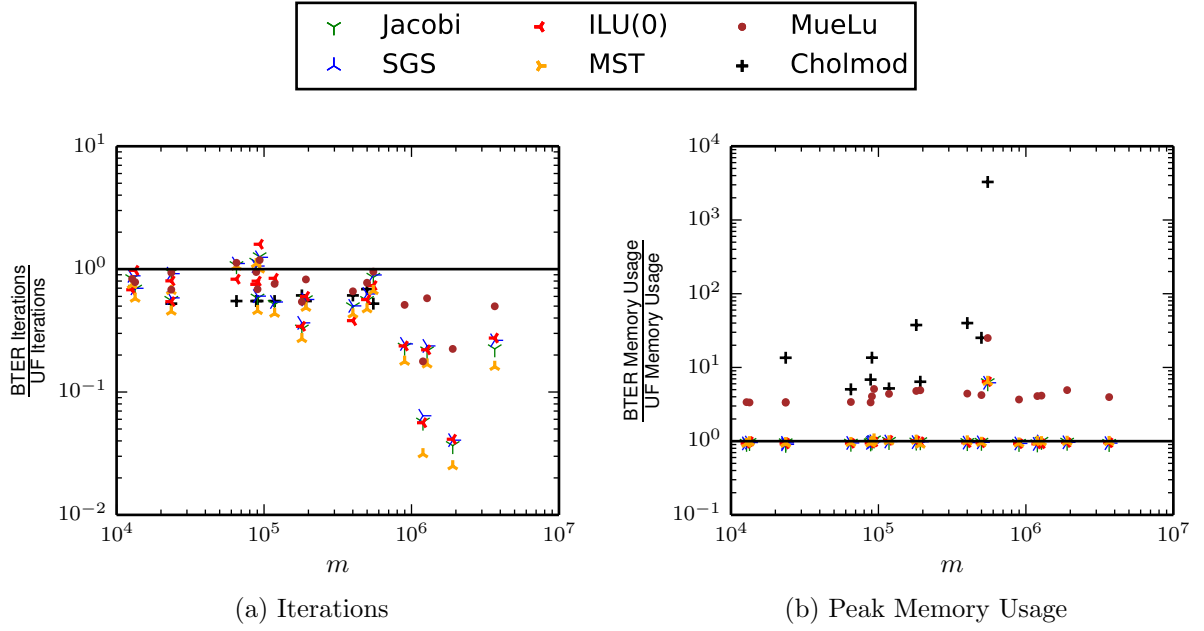 Jacobi ILU(0) MueLu
SGS MST Cholmod
10^1
10^0
10^{-1}
10^{-2}
BTER Iterations
UF Iterations
10^4 10^5 10^6 10^7
m
(a) Iterations
10^4
10^3
10^2
10^1
10^0
10^{-1}
BTER Memory Usage
UF Memory Usage
10^4 10^5 10^6 10^7
m
(b) Peak Memory Usage